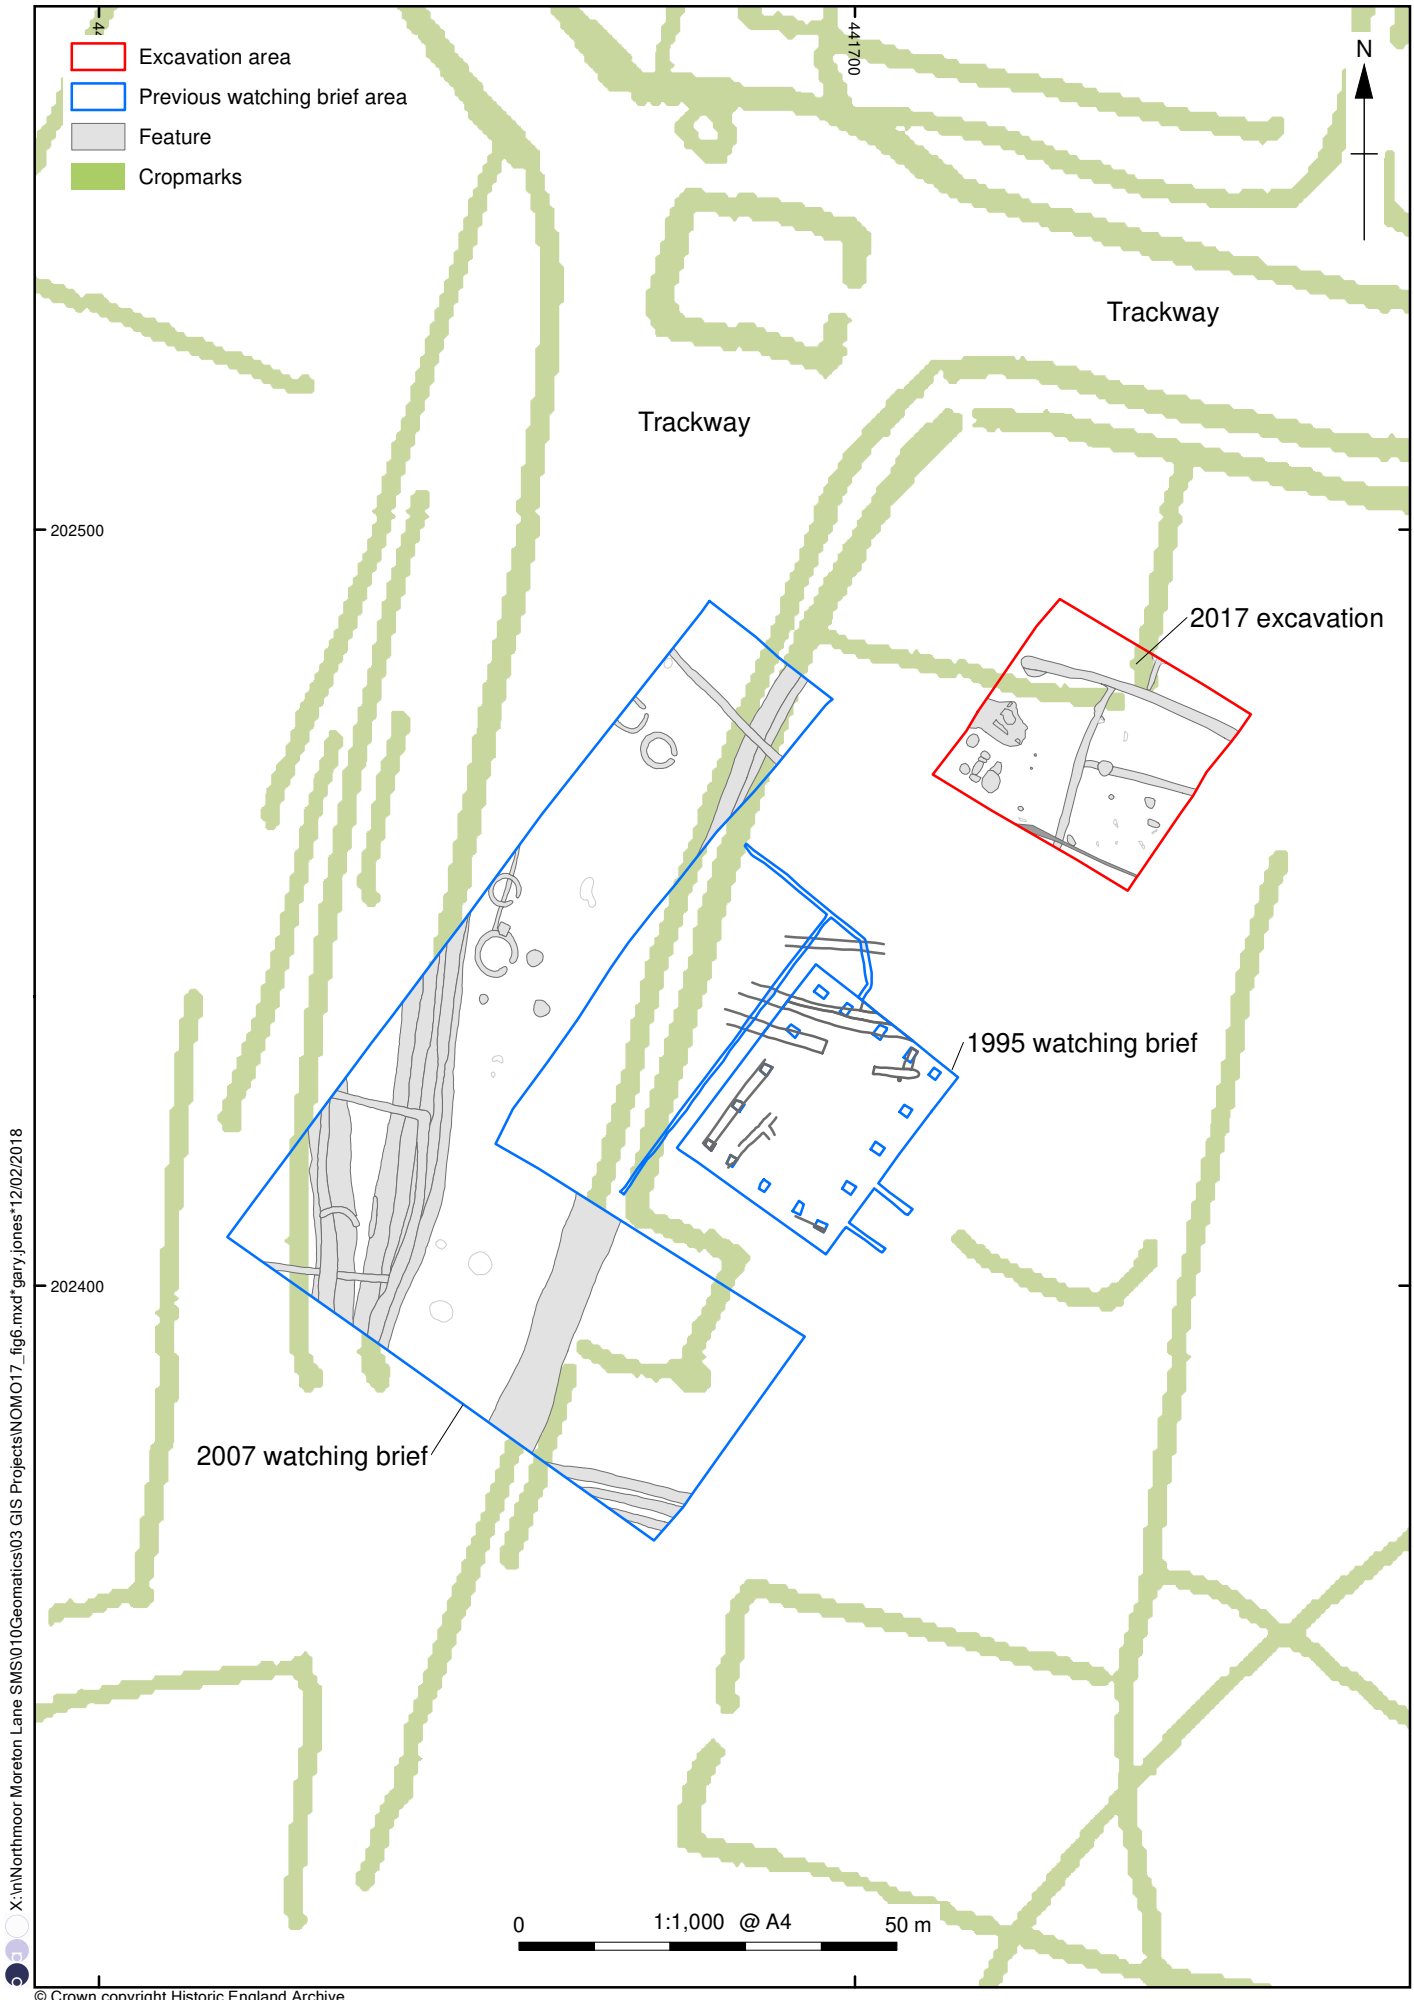 Excavation area
Previous watching brief area
Feature
Cropmarks
44
441700
N
Trackway
Trackway
202500
2017 excavation
1995 watching brief
202400
2007 watching brief
0
1:1,000 @ A4
50 m
X:\n\Northmoor Moreton Lane SMS\010Geomatics\03 GIS Projects\NOMO17_fig6.mxd*gary.jones*12/02/2018
© Crown copyright Historic England Archive